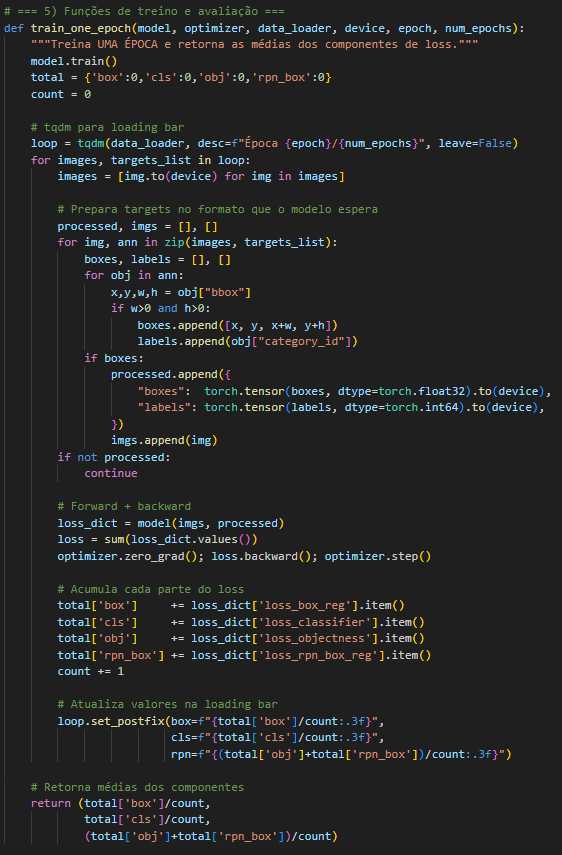 # === 5) Funções de treino e avaliação ===
def train_one_epoch(model, optimizer, data_loader, device, epoch, num_epochs):
    """Treina UMA ÉPOCA e retorna as médias dos componentes de loss."""
    model.train()
    total = {'box':0,'cls':0,'obj':0,'rpn_box':0}
    count = 0

    # tqdm para loading bar
    loop = tqdm(data_loader, desc=f"Época {epoch}/{num_epochs}", leave=False)
    for images, targets_list in loop:
        images = [img.to(device) for img in images]

        # Prepara targets no formato que o modelo espera
        processed, imgs = [], []
        for img, ann in zip(images, targets_list):
            boxes, labels = [], []
            for obj in ann:
                x,y,w,h = obj["bbox"]
                if w>0 and h>0:
                    boxes.append([x, y, x+w, y+h])
                    labels.append(obj["category_id"])
            if boxes:
                processed.append({
                    "boxes":  torch.tensor(boxes, dtype=torch.float32).to(device),
                    "labels": torch.tensor(labels, dtype=torch.int64).to(device),
                })
                imgs.append(img)
        if not processed:
            continue

        # Forward + backward
        loss_dict = model(imgs, processed)
        loss = sum(loss_dict.values())
        optimizer.zero_grad(); loss.backward(); optimizer.step()

        # Acumula cada parte do loss
        total['box']     += loss_dict['loss_box_reg'].item()
        total['cls']     += loss_dict['loss_classifier'].item()
        total['obj']     += loss_dict['loss_objectness'].item()
        total['rpn_box'] += loss_dict['loss_rpn_box_reg'].item()
        count += 1

        # Atualiza valores na loading bar
        loop.set_postfix(box=f"{total['box']/count:.3f}",
                         cls=f"{total['cls']/count:.3f}",
                         rpn=f"{(total['obj']+total['rpn_box'])/count:.3f}")

    # Retorna médias dos componentes
    return (total['box']/count,
            total['cls']/count,
            (total['obj']+total['rpn_box'])/count)